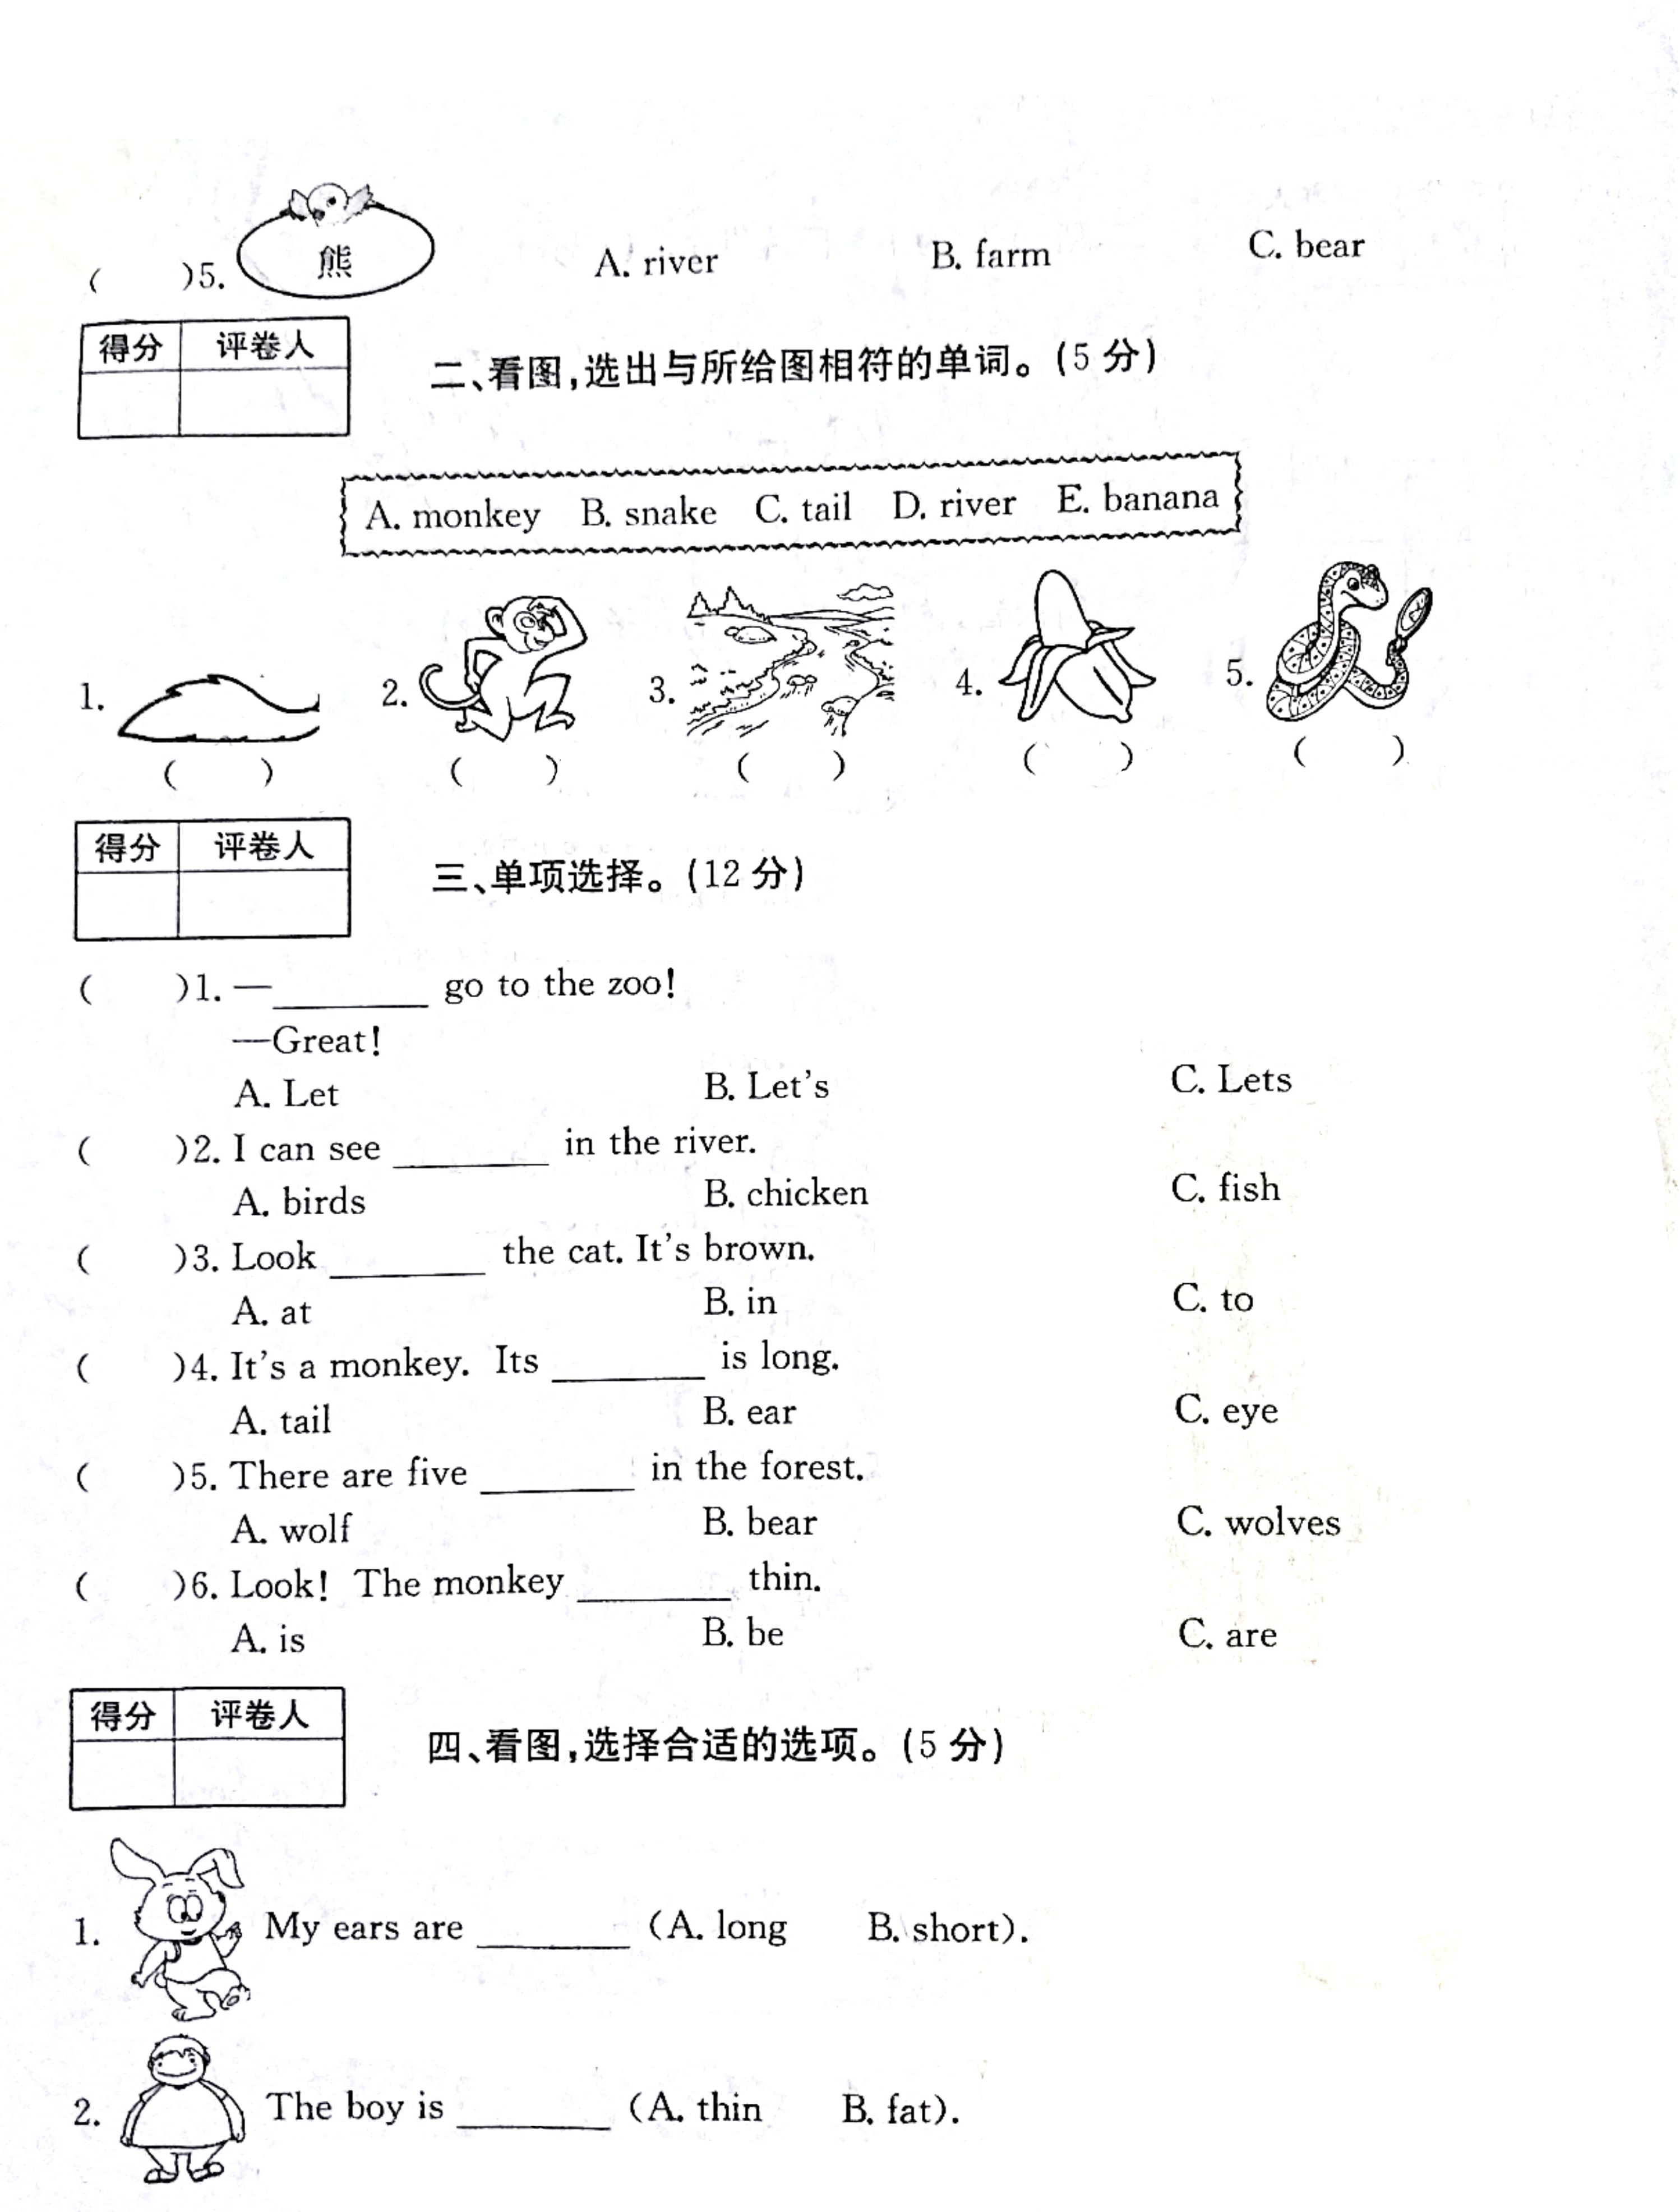 ( )5. 熊 A. river B. farm C. bear
得分 评卷人
二、看图,选出与所给图相符的单词。(5分)
A. monkey B. snake C. tail D. river E. banana
1. 2. 3. 4. 5.
( ) ( ) ( ) ( ) ( )
得分 评卷人
三、单项选择。(12分)
( )1. —________ go to the zoo!
—Great!
A. Let B. Let's C. Lets
( )2. I can see ________ in the river.
A. birds B. chicken C. fish
( )3. Look ________ the cat. It's brown.
A. at B. in C. to
( )4. It's a monkey. Its ________ is long.
A. tail B. ear C. eye
( )5. There are five ________ in the forest.
A. wolf B. bear C. wolves
( )6. Look! The monkey ________ thin.
A. is B. be C. are
得分 评卷人
四、看图,选择合适的选项。(5分)
1. My ears are ________ (A. long B. short).
2. The boy is ________ (A. thin B. fat).